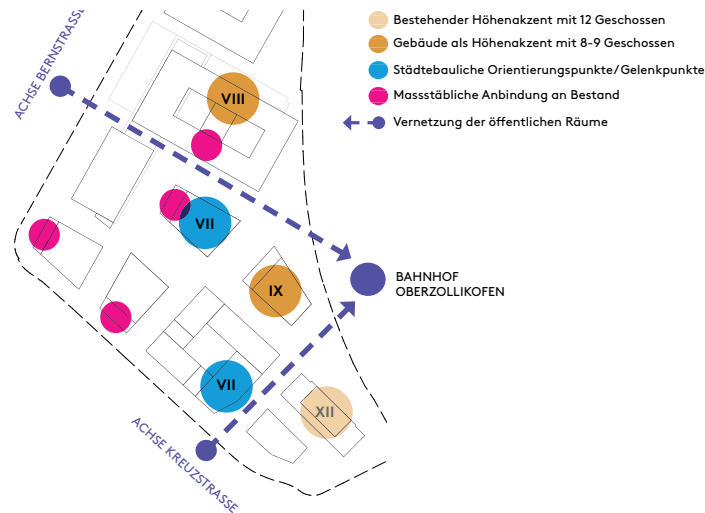 Bestehender Höhenakzent mit 12 Geschossen
Gebäude als Höhenakzent mit 8-9 Geschossen
Städtebauliche Orientierungspunkte/Gelenkpunkte
Massstäbliche Anbindung an Bestand
Vernetzung der öffentlichen Räume
ACHSE BERNSTRASSE
VIII
VII
IX
BAHNHOF
OBERZOLLIKOFEN
VII
XII
ACHSE KREUZSTRASSE